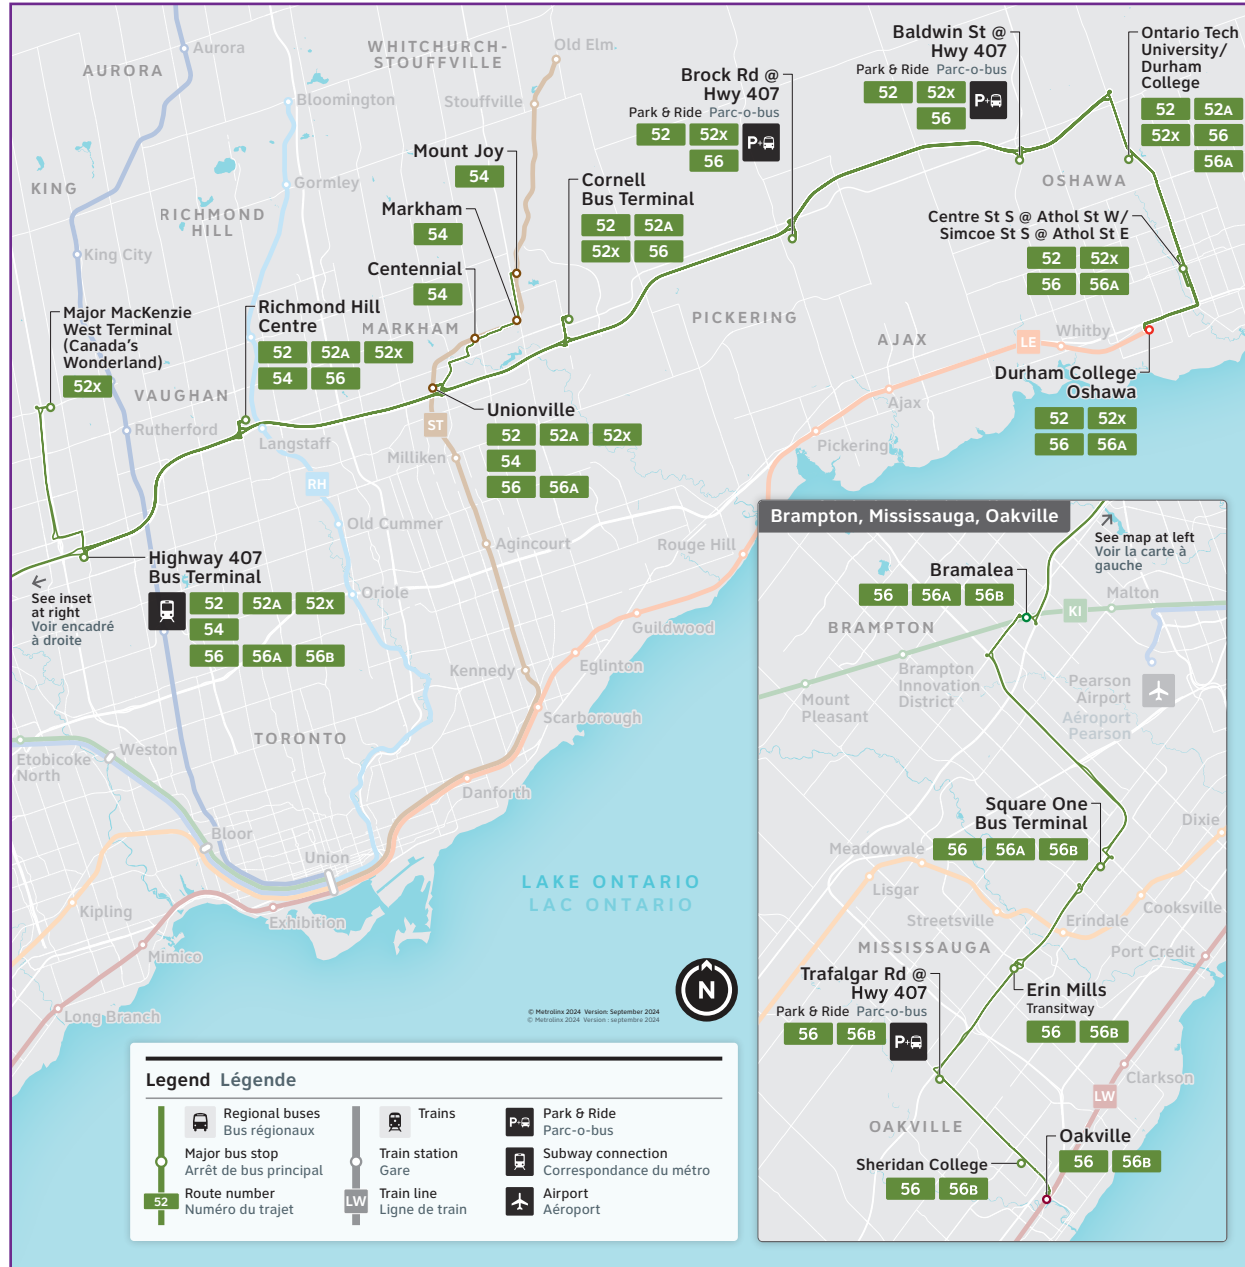 Aurora
AURORA
WHITCHURCH-
STOUFFVILLE
Old Elm
Bloomington
Stouffville
KING
Gormley
RICHMOND
HILL
King City
Mount Joy
54
Markham
54
Centennial
54
Brock Rd @
Hwy 407
Park & Ride Parc-o-bus
52 52x
56
P+
Baldwin St @
Hwy 407
Park & Ride Parc-o-bus
52 52x
56
P+
Ontario Tech
University/
Durham
College
52 52A
52x 56
56A
Cornell
Bus Terminal
52 52A
52x 56
OSHAWA
Centre St S @ Athol St W/
Simcoe St S @ Athol St E
52 52x
56 56A
Major MacKenzie
West Terminal
(Canada's
Wonderland)
52x
Richmond Hill
Centre
52 52A 52x
54 56
MARKHAM
PICKERING
AJAX
LE
Whitby
VAUGHAN
Rutherford
Langstaff
Durham College
Oshawa
52 52x
56 56A
Unionville
52 52A 52x
54
56 56A
ST
Milliken
Ajax
Pickering
RH
Old Cummer
Agincourt
Rouge Hill
Highway 407
Bus Terminal
52 52A 52x
54
56 56A 56B
See inset
at right
Voir encadré
à droite
Oriole
Guildwood
Kennedy
Eglinton
Scarborough
TORONTO
Weston
Etobicoke
North
Danforth
Bloor
Union
Kipling
Exhibition
Mimico
Long Branch
LAKE ONTARIO
LAC ONTARIO
N
© Metrolinx 2024 Version: September 2024
© Metrolinx 2024 Version : septembre 2024
Brampton, Mississauga, Oakville
See map at left
Voir la carte à
gauche
Bramalea
56 56A 56B
KI
Malton
BRAMPTON
Brampton
Innovation
District
Mount
Pleasant
Pearson
Airport
Aéroport
Pearson
Square One
Bus Terminal
56 56A 56B
Dixie
Meadowvale
Lisgar
Streetsville
Erindale
Cooksville
MISSISSAUGA
Port Credit
Trafalgar Rd @
Hwy 407
Park & Ride Parc-o-bus
56 56B
P+
Erin Mills
Transitway
56 56B
Clarkson
LW
OAKVILLE
Oakville
56 56B
Sheridan College
56 56B
Legend Légende
Regional buses
Bus régionaux
Major bus stop
Arrêt de bus principal
52
Route number
Numéro du trajet
Trains
Train station
Gare
LW
Train line
Ligne de train
P+
Park & Ride
Parc-o-bus
Subway connection
Correspondance du métro
Airport
Aéroport